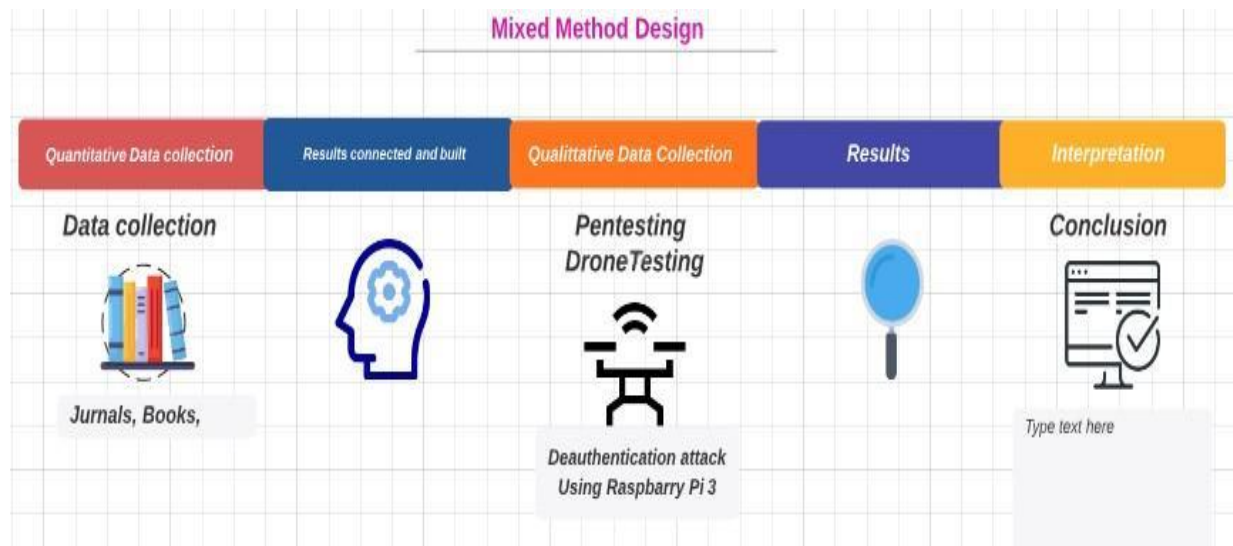 Mixed Method Design
Quantitative Data collection
Results connected and built
Qualittative Data Collection
Results
Interpretation
Data collection
Jurnals, Books,
Pentesting
DroneTesting
Deauthentication attack
Using Raspbarry Pi 3
Conclusion
Type text here